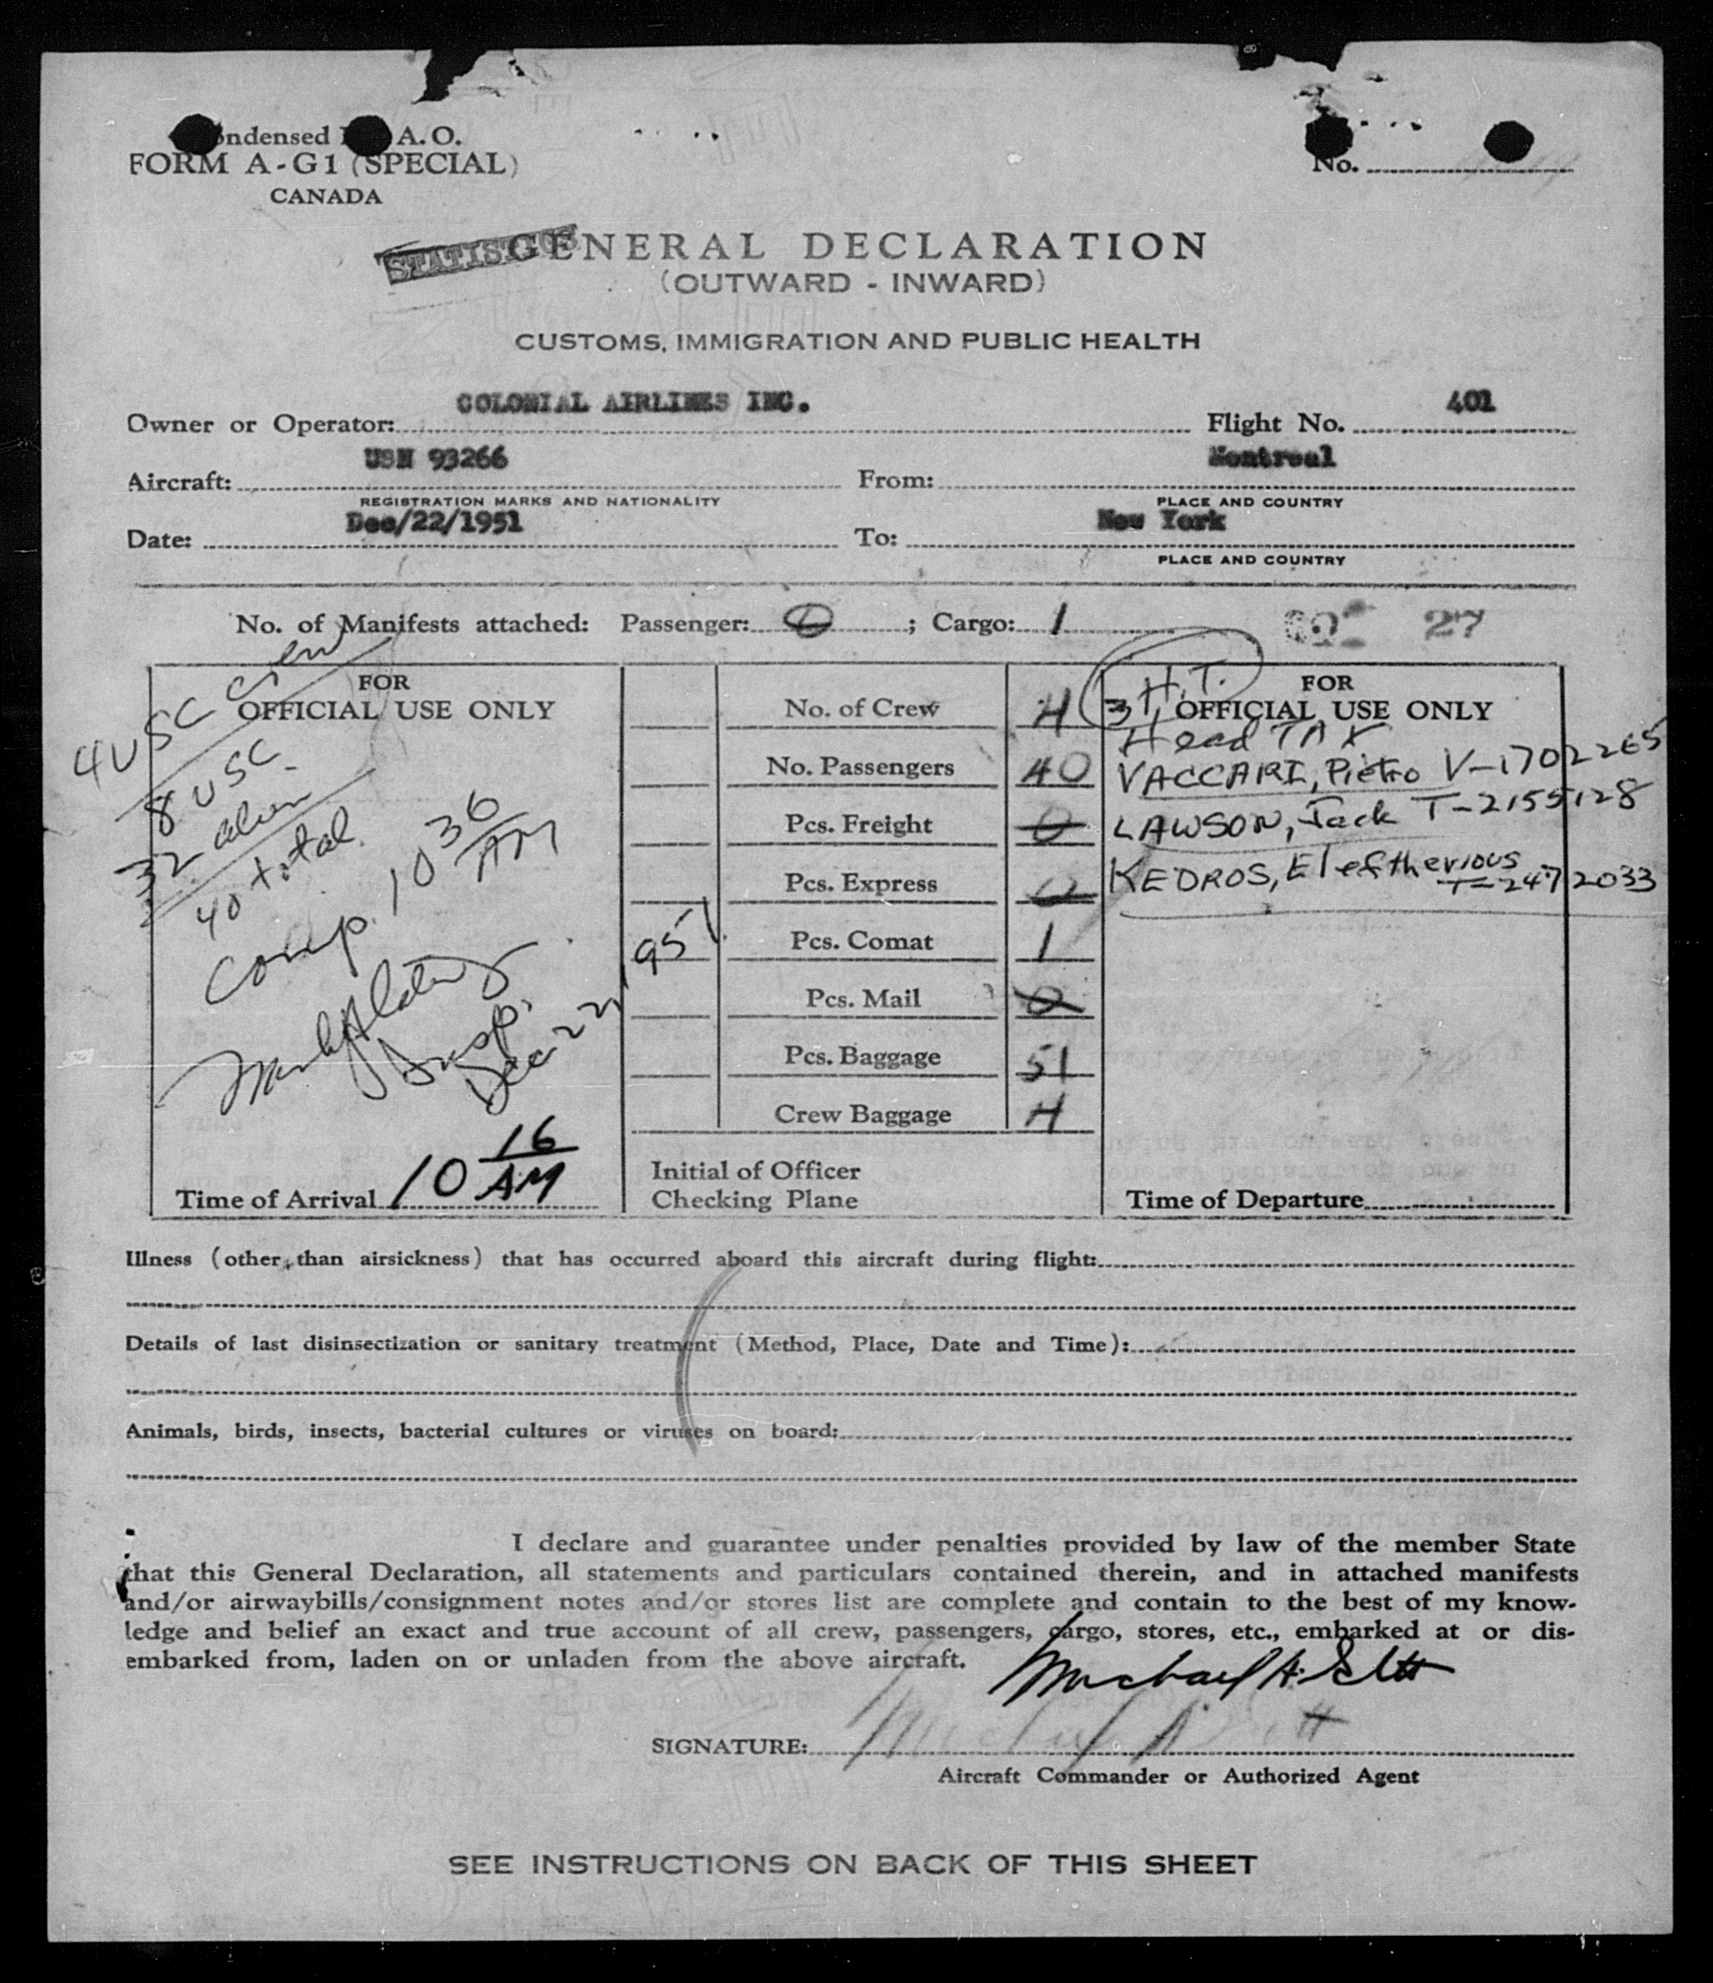 ndensed A. O.
FORM A-G1 (SPECIAL)
CANADA
No.
STATISTICS
GENERAL DECLARATION
(OUTWARD - INWARD)
CUSTOMS, IMMIGRATION AND PUBLIC HEALTH
Owner or Operator: COLONIAL AIRLINES INC. Flight No. 401
Aircraft: USN 93266 From: Montreal
REGISTRATION MARKS AND NATIONALITY PLACE AND COUNTRY
Date: Dec/22/1951 To: New York
PLACE AND COUNTRY
No. of Manifests attached: Passenger: 0 ; Cargo: 1 27
FOR
OFFICIAL USE ONLY
4 USC Crew
8 USC
32 alien
40 total
Comp. 10 36 AM
Insp.
Dec 22, 1951
Time of Arrival 10 16 AM
No. of Crew 4
No. Passengers 40
Pcs. Freight 0
Pcs. Express 0
Pcs. Comat 1
Pcs. Mail 0
Pcs. Baggage 51
Crew Baggage 4
Initial of Officer
Checking Plane
FOR
OFFICIAL USE ONLY
3 H.T.
Head TAX
VACCARI, Pietro V-1702265
LAWSON, Jack T-2155128
KEDROS, Eleftherious
T-2472033
Time of Departure
Illness (other than airsickness) that has occurred aboard this aircraft during flight:
Details of last disinsectization or sanitary treatment (Method, Place, Date and Time):
Animals, birds, insects, bacterial cultures or viruses on board:
I declare and guarantee under penalties provided by law of the member State
that this General Declaration, all statements and particulars contained therein, and in attached manifests
and/or airwaybills/consignment notes and/or stores list are complete and contain to the best of my know-
ledge and belief an exact and true account of all crew, passengers, cargo, stores, etc., embarked at or dis-
embarked from, laden on or unladen from the above aircraft.
Michael A.
SIGNATURE: Michael
Aircraft Commander or Authorized Agent
SEE INSTRUCTIONS ON BACK OF THIS SHEET